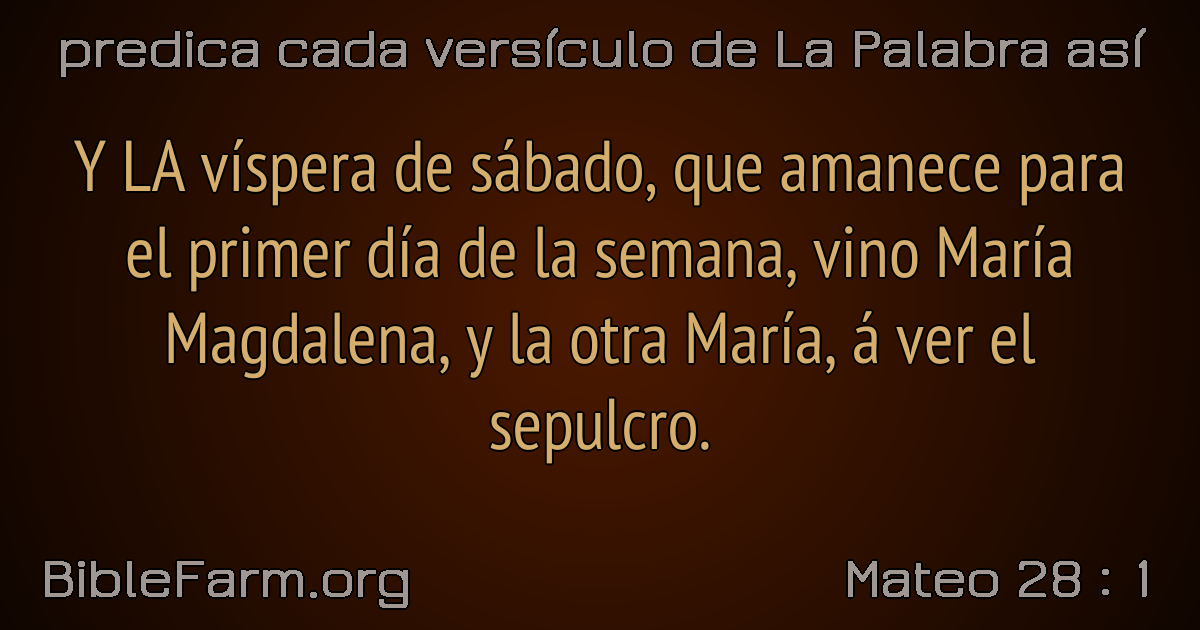 predica cada versículo de La Palabra así
Y LA víspera de sábado, que amanece para
el primer día de la semana, vino María
Magdalena, y la otra María, á ver el
sepulcro.
BibleFarm.org
Mateo 28 : 1